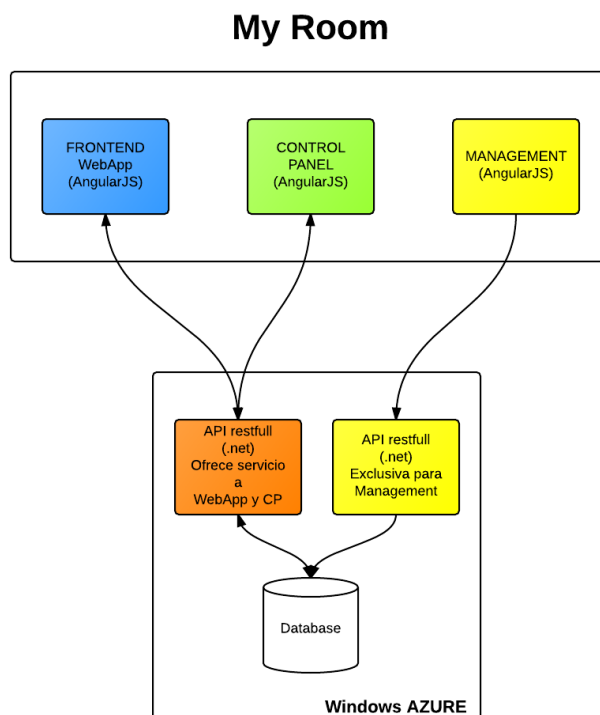 My Room
FRONTEND
WebApp
(AngularJS)
CONTROL
PANEL
(AngularJS)
MANAGEMENT
(AngularJS)
API restfull
(.net)
Ofrece servicio
a
WebApp y CP
API restfull
(.net)
Exclusiva para
Management
Database
Windows AZURE